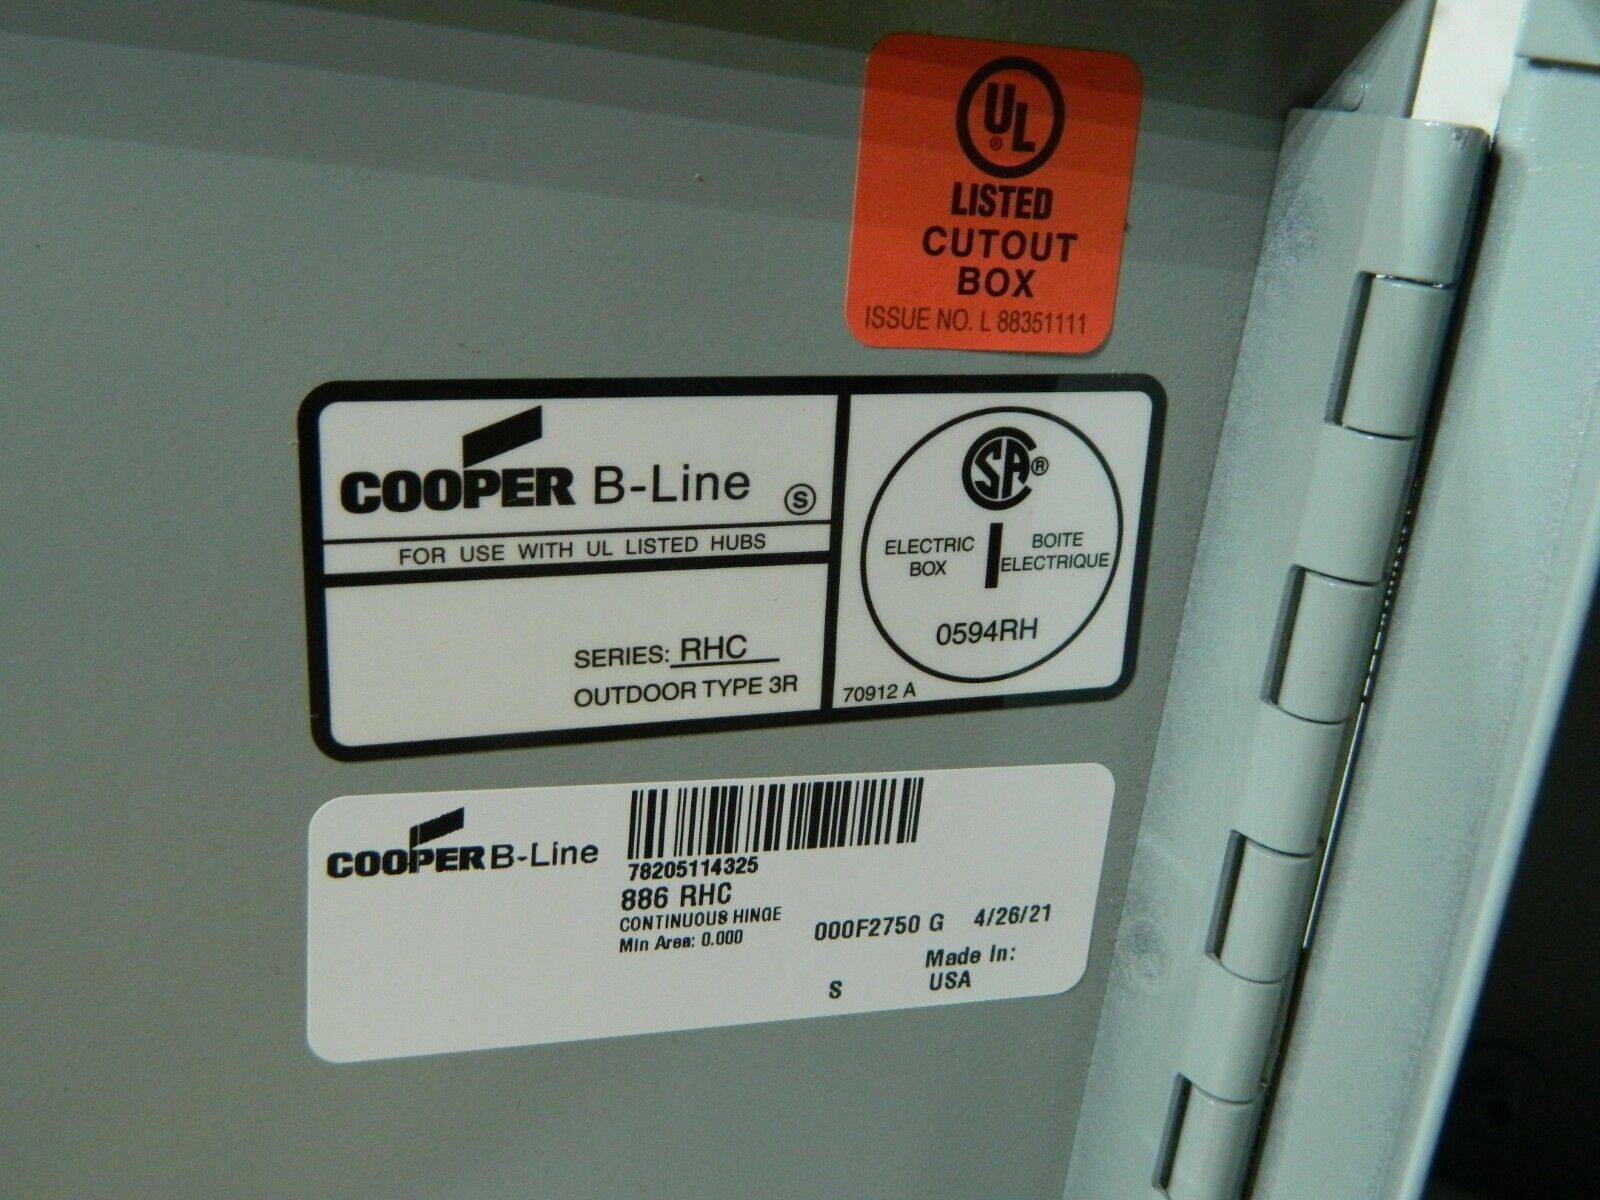 UL
®
LISTED
CUTOUT
BOX
ISSUE NO. L 88351111
COOPER B-Line
S
FOR USE WITH UL LISTED HUBS
SERIES: RHC
OUTDOOR TYPE 3R
SA ®
ELECTRIC BOX
BOITE ELECTRIQUE
0594RH
70912 A
COOPER B-Line
78205114325
886 RHC
CONTINUOUS HINGE
Min Area: 0.000
000F2750 G 4/26/21
Made In:
USA
S